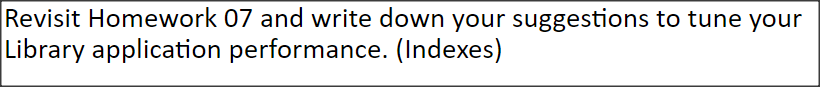 Revisit Homework 07 and write down your suggestions to tune your
Library application performance. (Indexes)